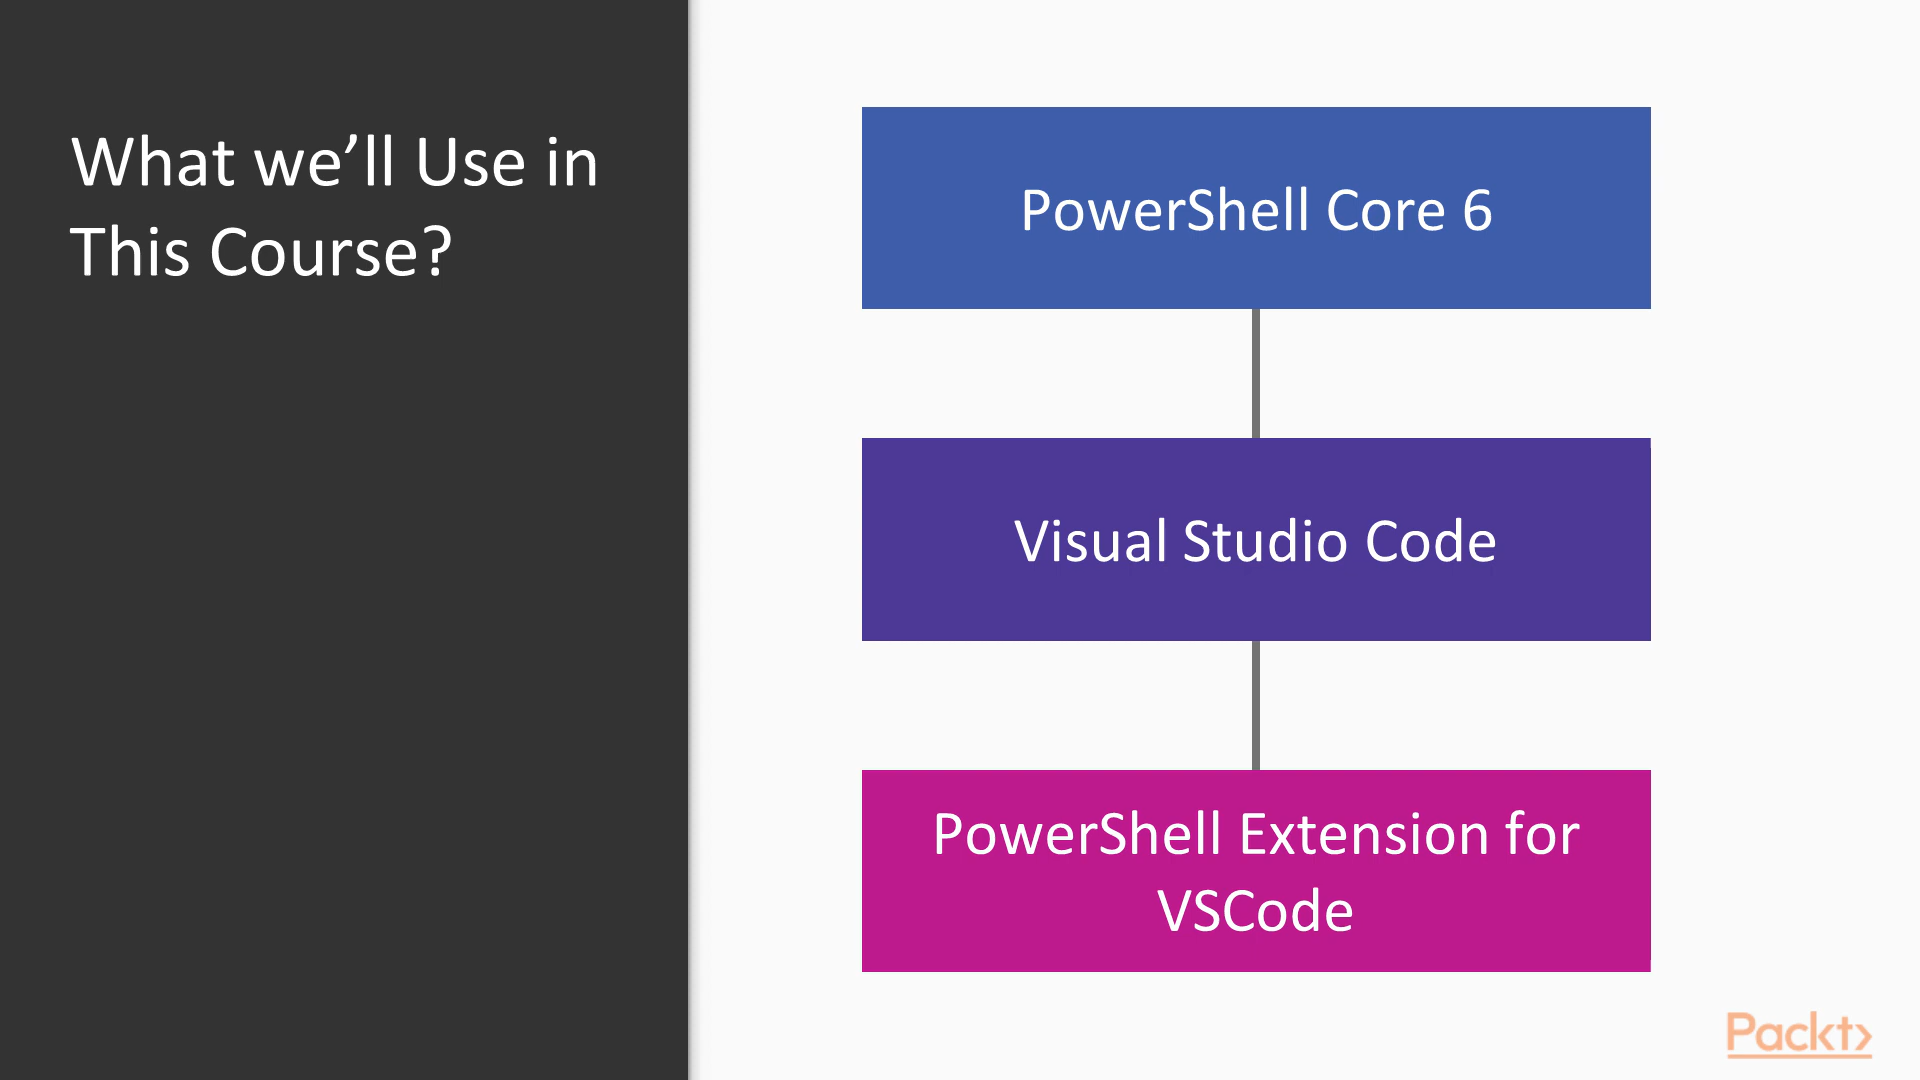 What we’ll Use in
This Course?
PowerShell Core 6
Visual Studio Code
PowerShell Extension for
VSCode
Packt